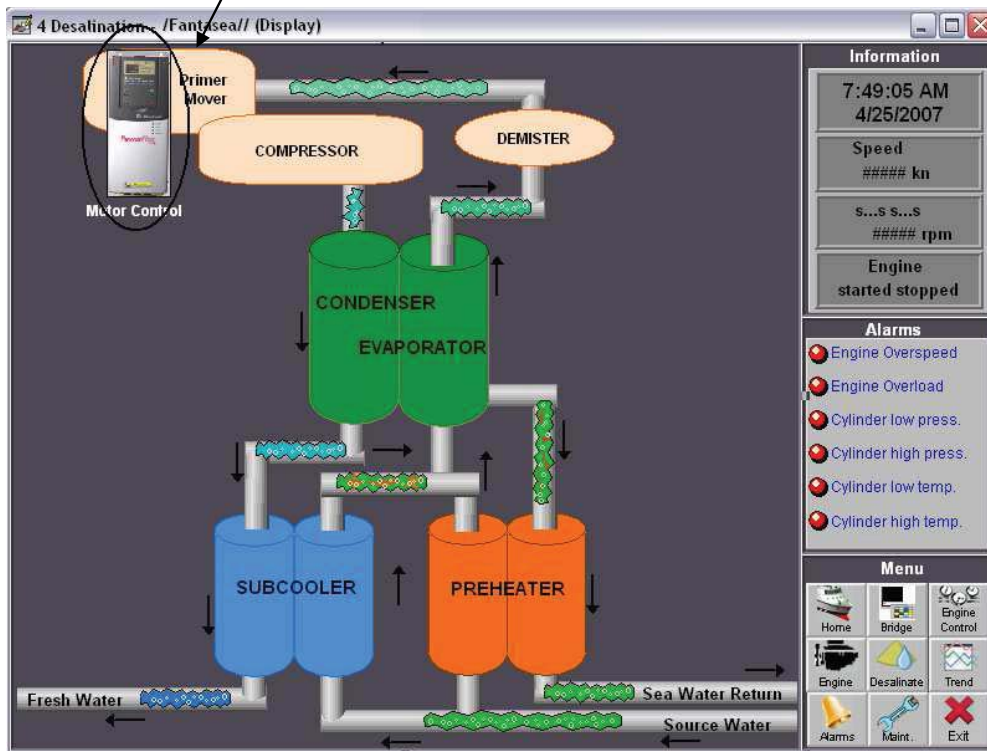 4 Desalination - /Fantasea// (Display)
Primer
Mover
COMPRESSOR
DEMISTER
Motor Control
CONDENSER
EVAPORATOR
SUBCOOLER
PREHEATER
Fresh Water
Sea Water Return
Source Water
Information
7:49:05 AM
4/25/2007
Speed
##### kn
s...s s...s
##### rpm
Engine
started stopped
Alarms
Engine Overspeed
Engine Overload
Cylinder low press.
Cylinder high press.
Cylinder low temp.
Cylinder high temp.
Menu
Home
Bridge
Engine
Control
Engine
Desalinate
Trend
Alarms
Maint.
Exit